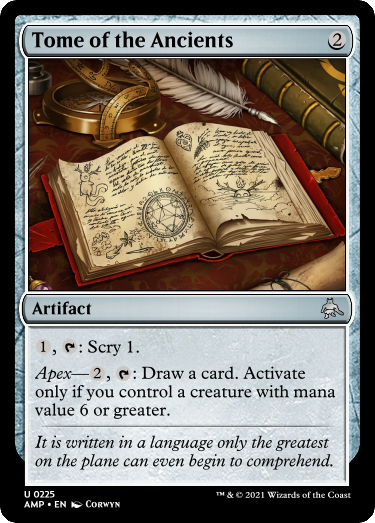 Tome of the Ancients 2
Artifact
1, : Scry 1.
Apex—2, : Draw a card. Activate
only if you control a creature with mana
value 6 or greater.
It is written in a language only the greatest
on the plane can even begin to comprehend.
U 0225
AMP • EN Corwyn
™ & © 2021 Wizards of the Coast